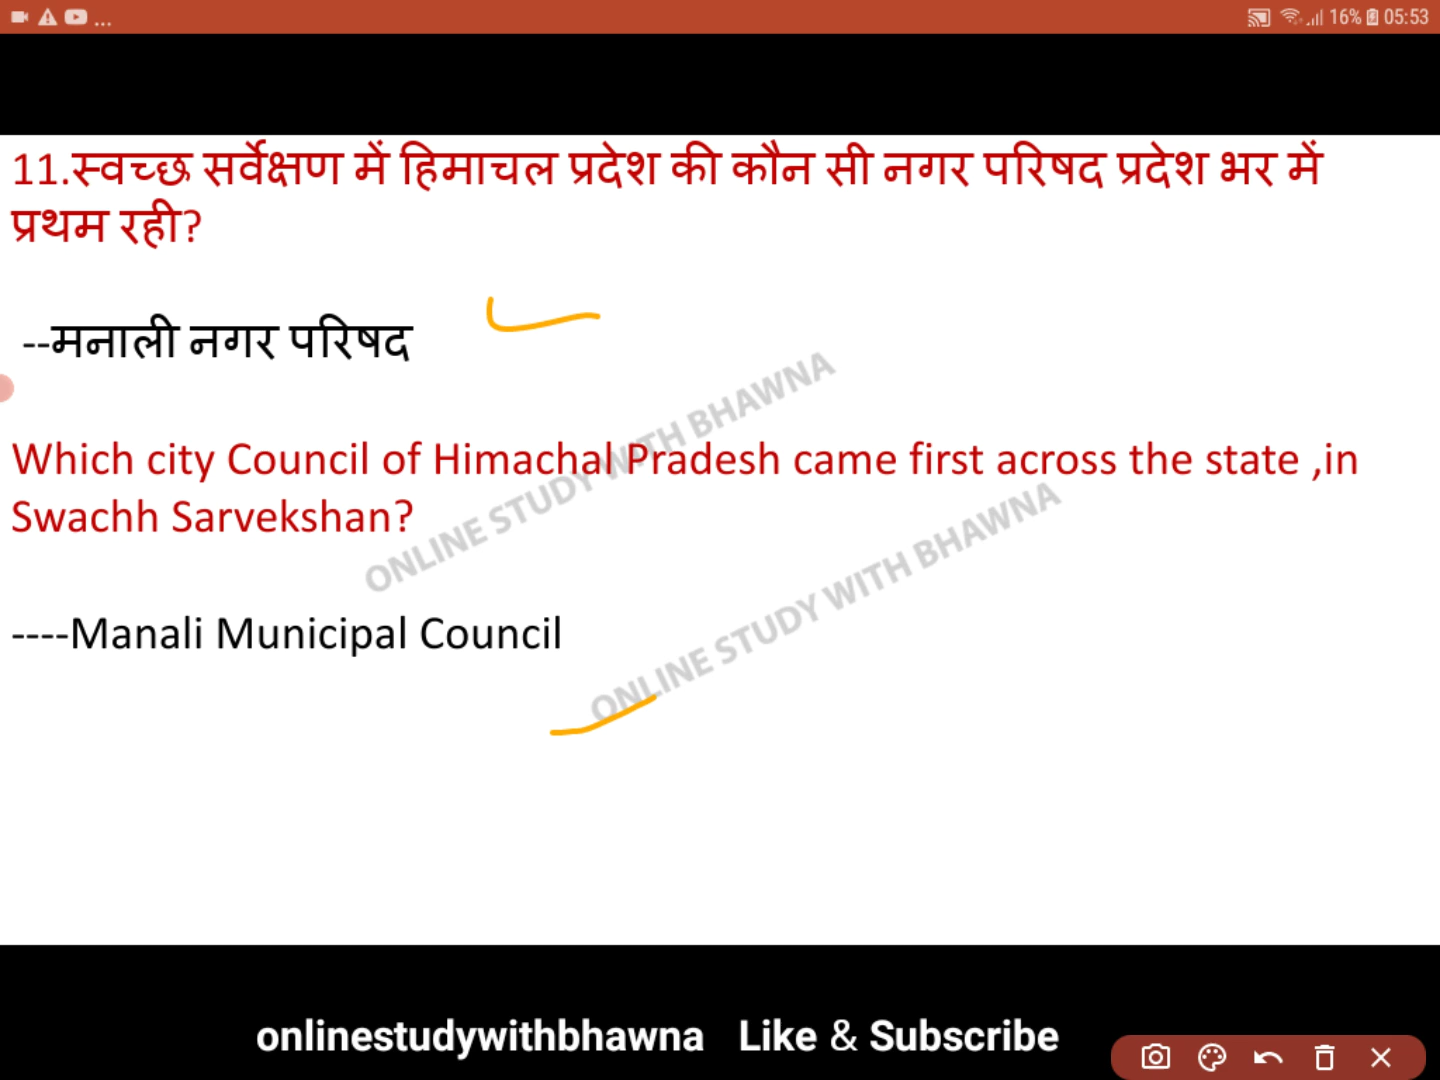 ... 16% 05:53
11.स्वच्छ सर्वेक्षण में हिमाचल प्रदेश की कौन सी नगर परिषद प्रदेश भर में
प्रथम रही?
--मनाली नगर परिषद
Which city Council of Himachal Pradesh came first across the state ,in
Swachh Sarvekshan?
----Manali Municipal Council
ONLINE STUDY WITH BHAWNA
ONLINE STUDY WITH BHAWNA
onlinestudywithbhawna Like & Subscribe